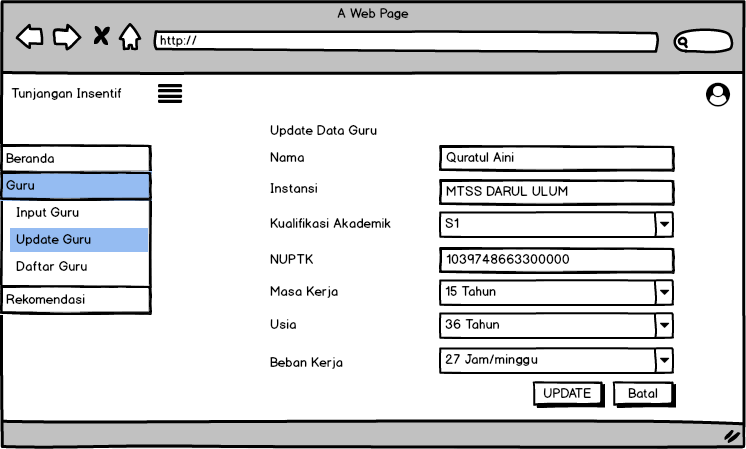 A Web Page
http://
Tunjangan Insentif
Beranda
Guru
Input Guru
Update Guru
Daftar Guru
Rekomendasi
Update Data Guru
Nama Quratul Aini
Instansi MTSS DARUL ULUM
Kualifikasi Akademik S1
NUPTK 1039748663300000
Masa Kerja 15 Tahun
Usia 36 Tahun
Beban Kerja 27 Jam/minggu
UPDATE Batal